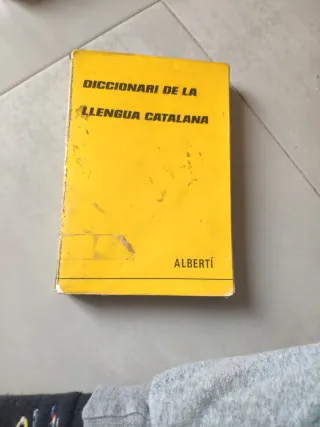 DICCIONARI DE LA
LLENGUA CATALANA
ALBERTÍ